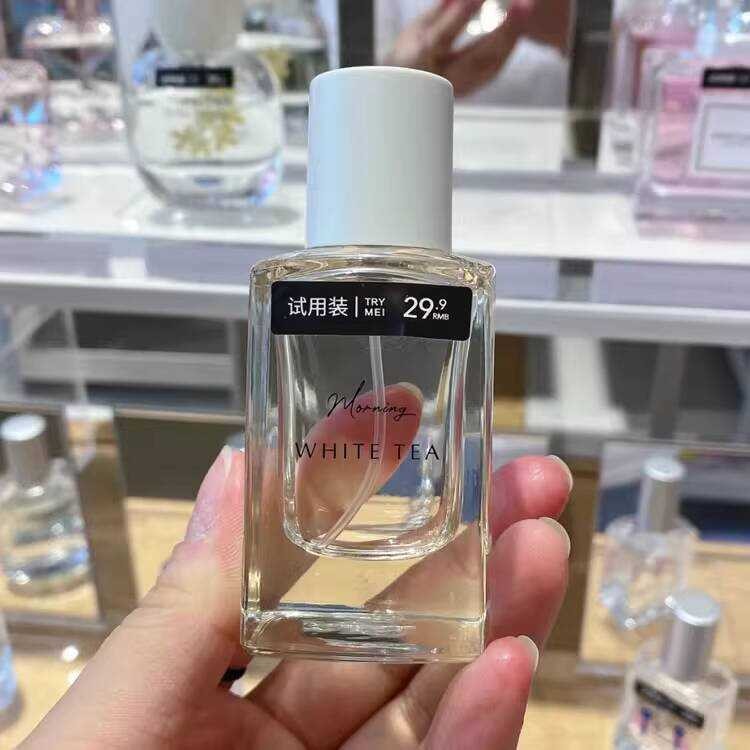 试用装 | TRY MEI 29.9 RMB
Morning
WHITE TEA